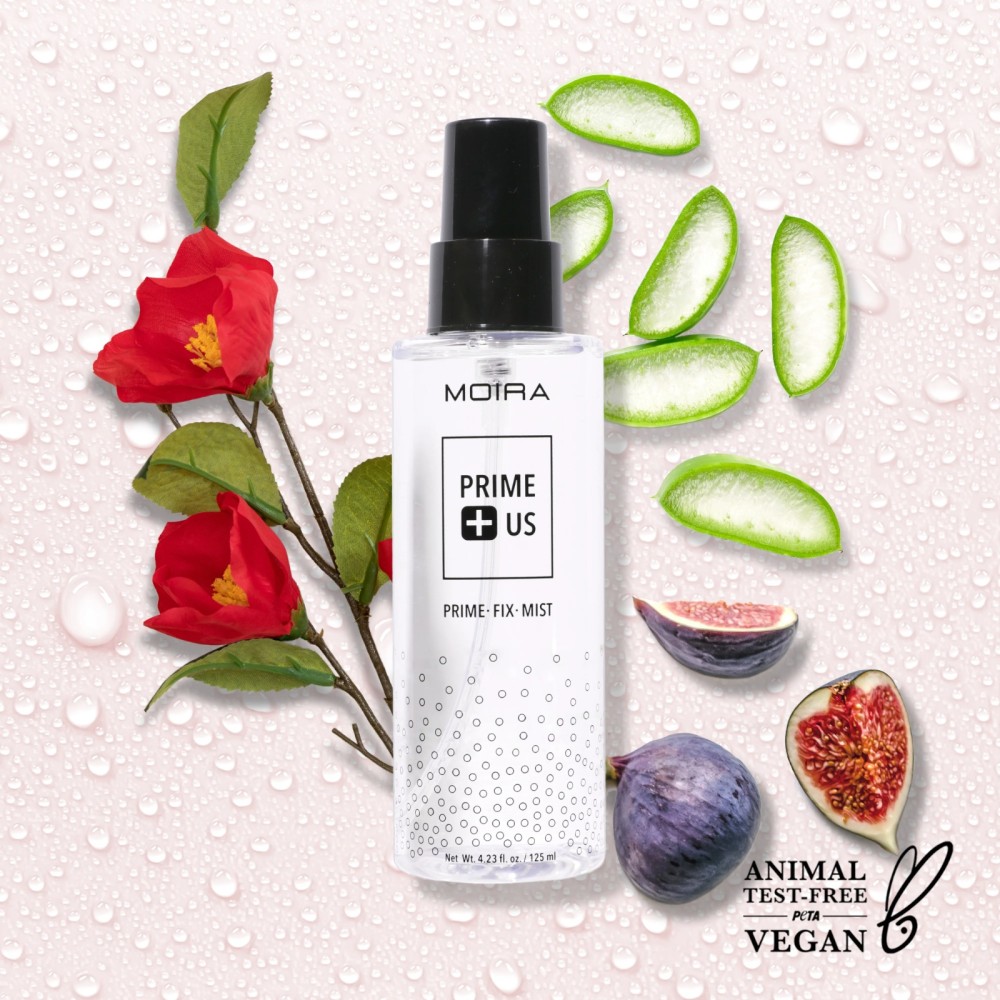 MOIRA
PRIME
+ US
PRIME·FIX·MIST
Net Wt. 4.23 fl. oz. / 125 ml
ANIMAL
TEST-FREE
PETA
VEGAN